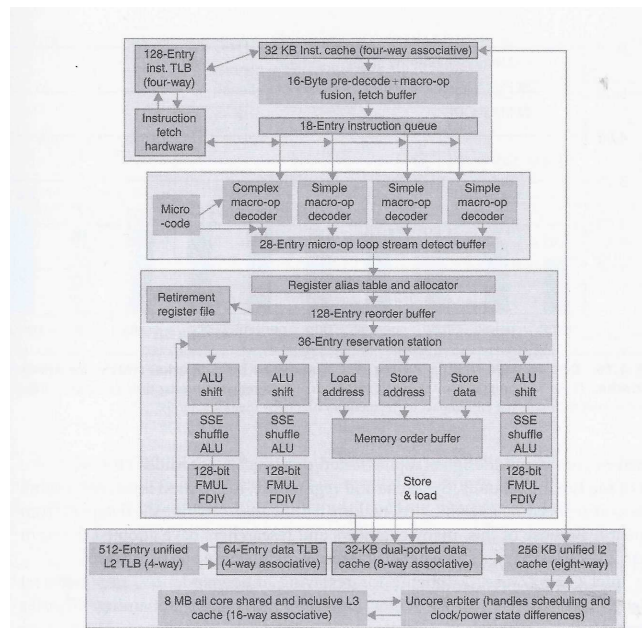 128-Entry
inst. TLB
(four-way)
32 KB Inst. cache (four-way associative)
16-Byte pre-decode+macro-op
fusion, fetch buffer
Instruction
fetch
hardware
18-Entry instruction queue
Micro
-code
Complex
macro-op
decoder
Simple
macro-op
decoder
Simple
macro-op
decoder
Simple
macro-op
decoder
28-Entry micro-op loop stream detect buffer
Register alias table and allocator
Retirement
register file
128-Entry reorder buffer
36-Entry reservation station
ALU
shift
ALU
shift
Load
address
Store
address
Store
data
ALU
shift
SSE
shuffle
ALU
SSE
shuffle
ALU
Memory order buffer
SSE
shuffle
ALU
128-bit
FMUL
FDIV
128-bit
FMUL
FDIV
Store
& load
128-bit
FMUL
FDIV
512-Entry unified
L2 TLB (4-way)
64-Entry data TLB
(4-way associative)
32-KB dual-ported data
cache (8-way associative)
256 KB unified l2
cache (eight-way)
8 MB all core shared and inclusive L3
cache (16-way associative)
Uncore arbiter (handles scheduling and
clock/power state differences)